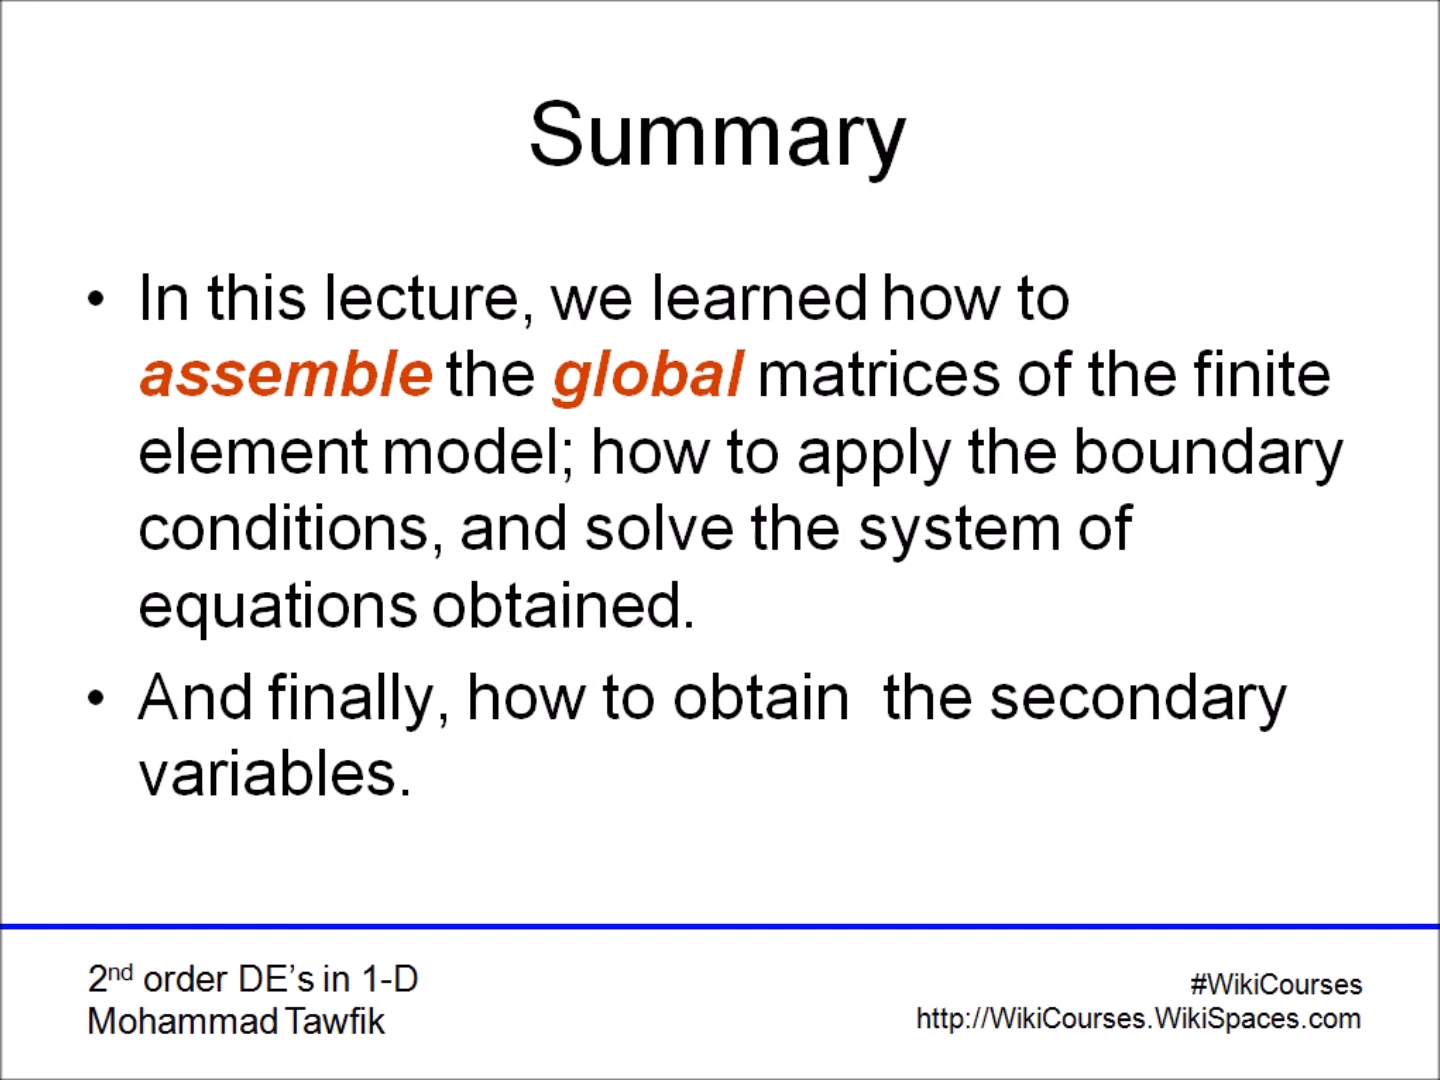 Summary
• In this lecture, we learned how to
assemble the global matrices of the finite
element model; how to apply the boundary
conditions, and solve the system of
equations obtained.
• And finally, how to obtain  the secondary
variables.
2nd order DE’s in 1-D
Mohammad Tawfik
#WikiCourses
http://WikiCourses.WikiSpaces.com